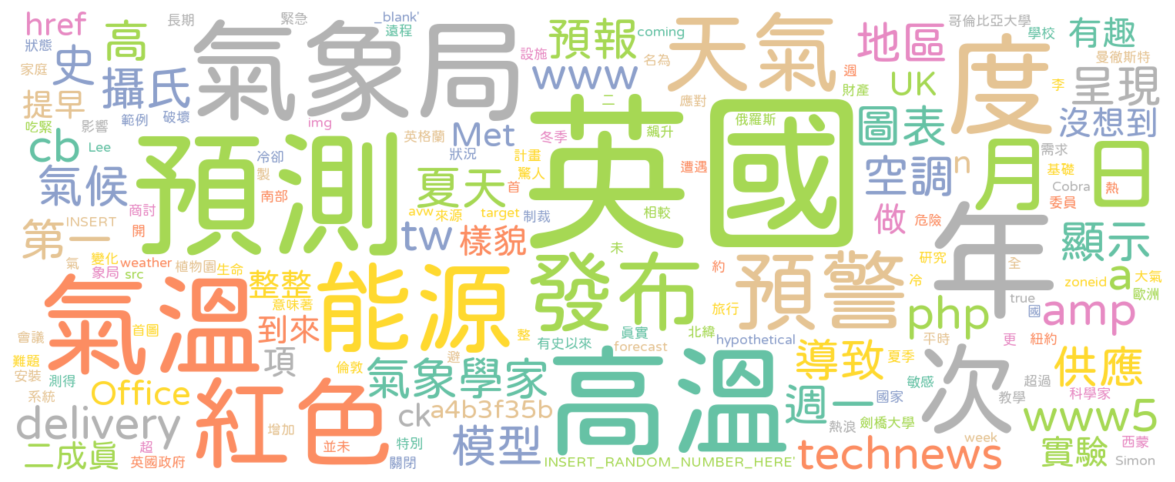 href 長期 緊急 _blank' 遠程 coming 哥倫比亞大學 學校 有趣
狀態 史 高 氣象局 預報 設施 天氣 名為 地區 曼徹斯特
家庭 攝氏 www 週 財產 UK 李 呈現
提早 範例 破壞 二 應對 度
吃緊 影響 img 英格蘭 Met 冬季 飆升 俄羅斯 圖表 沒想到
cb Lee 預測 狀況 計畫 英國 空調 n 需求 月 日
氣候 冷卻 製 夏天 驚人 遭遇 基礎 熱
南部 首 相較 Cobra 委員
商討 開 avw 來源 target 制裁 做 危險 年
第一 INSERT tw 樣貌 未 顯示
氣 變化 weather 植物園 生命 能源 發布 約 預警 研究 全 a 大氣
象局 src 整整 意味著 旅行 冷 true zoneid 歐洲
氣溫 到來 整 php 國 amp
會議 首圖 有史以來 真實 北緯 hypothetical 平時 更 紐約
難題 倫敦 避 forecast 導致 夏季 次 供應
安裝 測得 項 氣象學家 高溫 敏感 超過
系統 Office 紅色 國家 教學 科學家
delivery ck a4b3f35b 週一 熱浪 劍橋大學 www5
增加 模型 technews week
二成真 超 並未 特別 實驗 西蒙
英國政府 關閉 INSERT_RANDOM_NUMBER_HERE' Simon